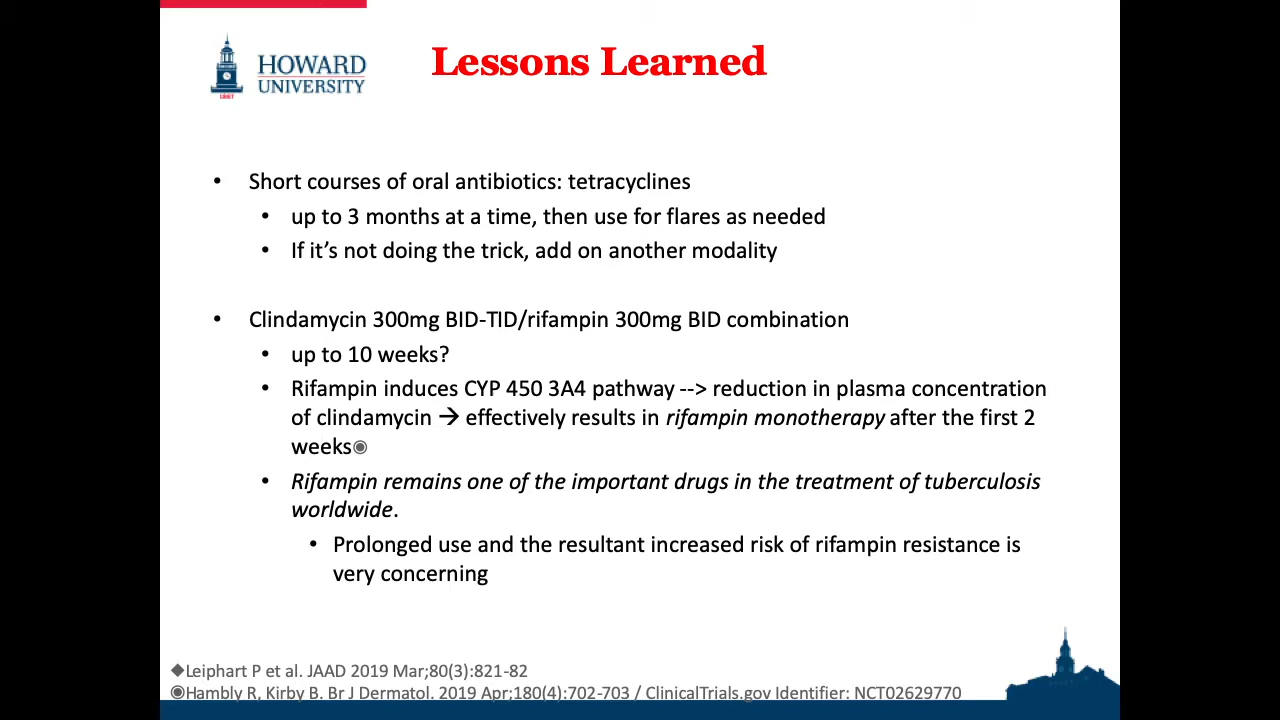 HOWARD
UNIVERSITY
Lessons Learned
• Short courses of oral antibiotics: tetracyclines
• up to 3 months at a time, then use for flares as needed
• If it’s not doing the trick, add on another modality
• Clindamycin 300mg BID-TID/rifampin 300mg BID combination
• up to 10 weeks?
• Rifampin induces CYP 450 3A4 pathway --> reduction in plasma concentration
of clindamycin → effectively results in rifampin monotherapy after the first 2
weeks◉
• Rifampin remains one of the important drugs in the treatment of tuberculosis
worldwide.
• Prolonged use and the resultant increased risk of rifampin resistance is
very concerning
◆Leiphart P et al. JAAD 2019 Mar;80(3):821-82
◉Hambly R, Kirby B. Br J Dermatol. 2019 Apr;180(4):702-703 / ClinicalTrials.gov Identifier: NCT02629770